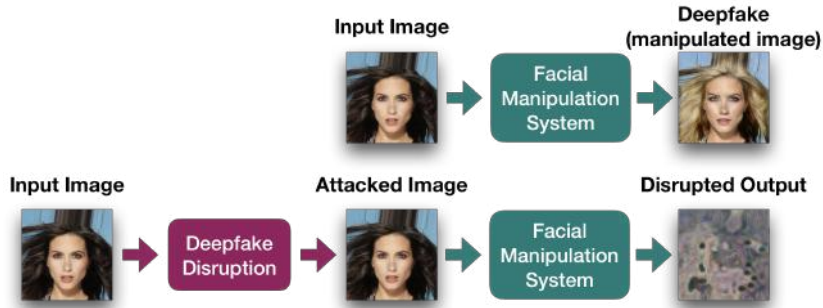 Input Image
Deepfake
(manipulated image)
Facial
Manipulation
System
Input Image
Attacked Image
Disrupted Output
Deepfake
Disruption
Facial
Manipulation
System